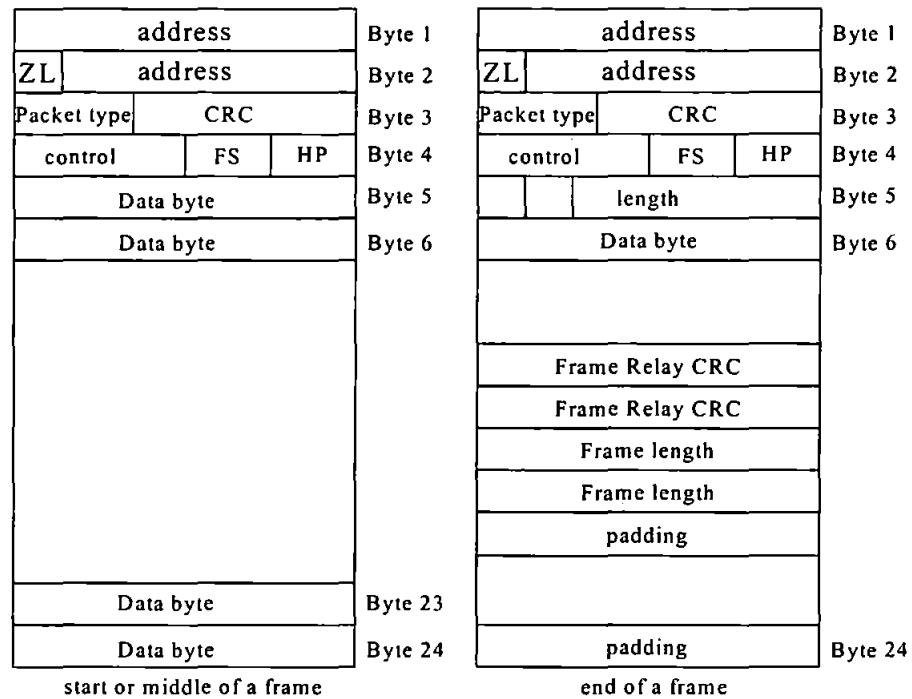 address Byte 1
ZL address Byte 2
Packet type CRC Byte 3
control FS HP Byte 4
Data byte Byte 5
Data byte Byte 6
Data byte Byte 23
Data byte Byte 24
start or middle of a frame
address Byte 1
ZL address Byte 2
Packet type CRC Byte 3
control FS HP Byte 4
length Byte 5
Data byte Byte 6
Frame Relay CRC
Frame Relay CRC
Frame length
Frame length
padding
padding Byte 24
end of a frame